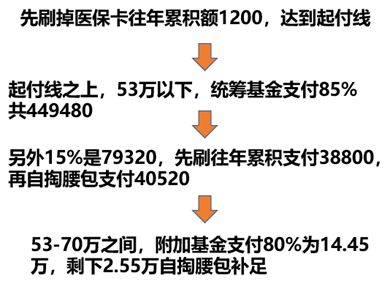 先刷掉医保卡往年累积额1200，达到起付线
起付线之上，53万以下，统筹基金支付85%
共449480
另外15%是79320，先刷往年累积支付38800，
再自掏腰包支付40520
53-70万之间，附加基金支付80%为14.45
万，剩下2.55万自掏腰包补足